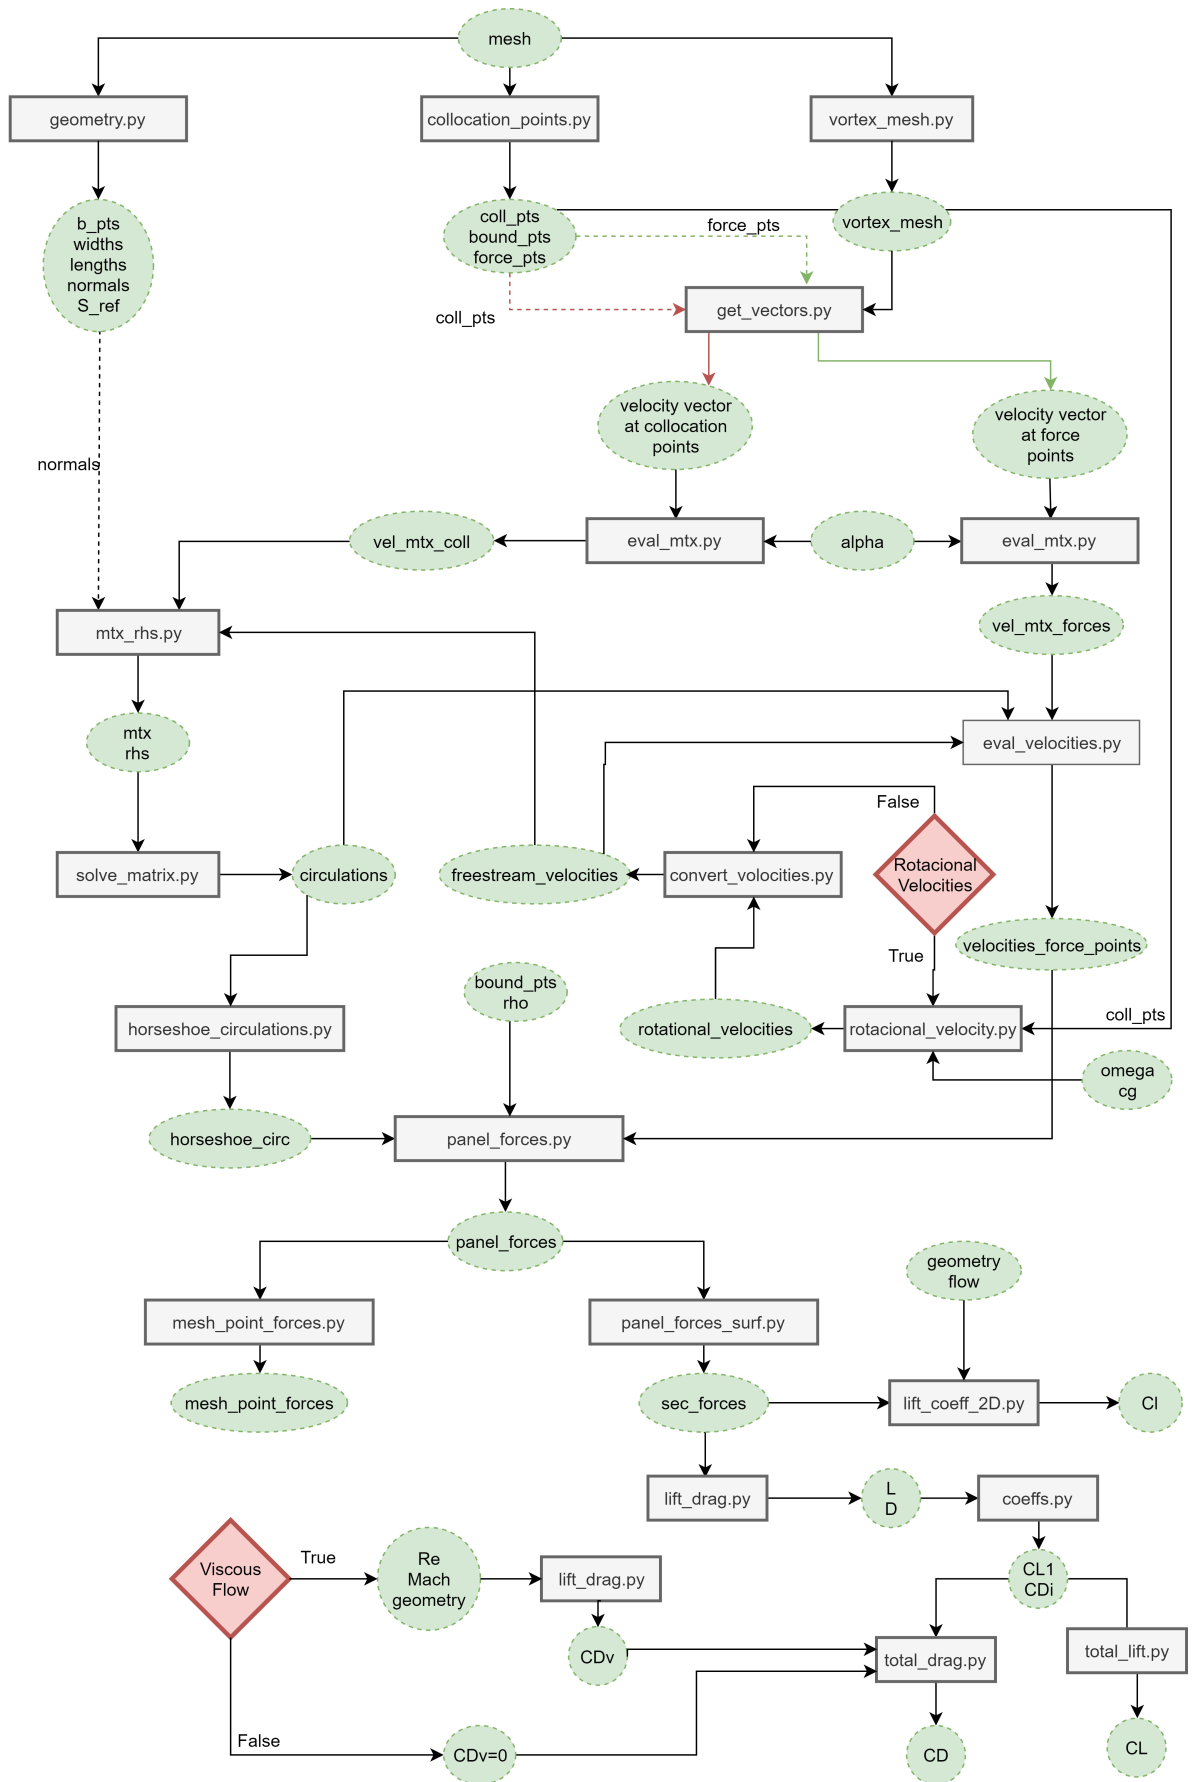 mesh
geometry.py
collocation_points.py
vortex_mesh.py
b_pts
widths
lengths
normals
S_ref
coll_pts
bound_pts
force_pts
force_pts
vortex_mesh
coll_pts
get_vectors.py
velocity vector
at collocation
points
velocity vector
at force
points
normals
vel_mtx_coll
eval_mtx.py
alpha
eval_mtx.py
mtx_rhs.py
vel_mtx_forces
mtx
rhs
eval_velocities.py
False
solve_matrix.py
circulations
freestream_velocities
convert_volocities.py
Rotacional
Velocities
True
velocities_force_points
bound_pts
rho
horseshoe_circulations.py
rotational_velocities
rotacional_velocity.py
coll_pts
omega
cg
horseshoe_circ
panel_forces.py
panel_forces
geometry
flow
mesh_point_forces.py
panel_forces_surf.py
mesh_point_forces
sec_forces
lift_coeff_2D.py
Cl
lift_drag.py
L
D
coeffs.py
Viscous
Flow
True
Re
Mach
geometry
lift_drag.py
CL1
CDi
CDv
total_drag.py
total_lift.py
False
CDv=0
CD
CL